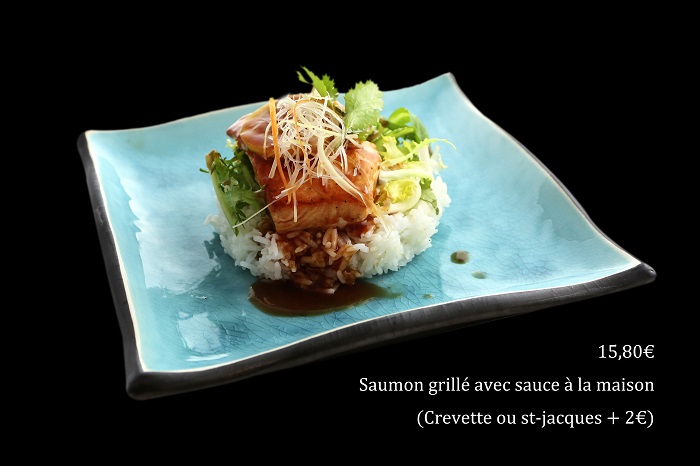 15,80€
Saumon grillé avec sauce à la maison
(Crevette ou st-jacques + 2€)